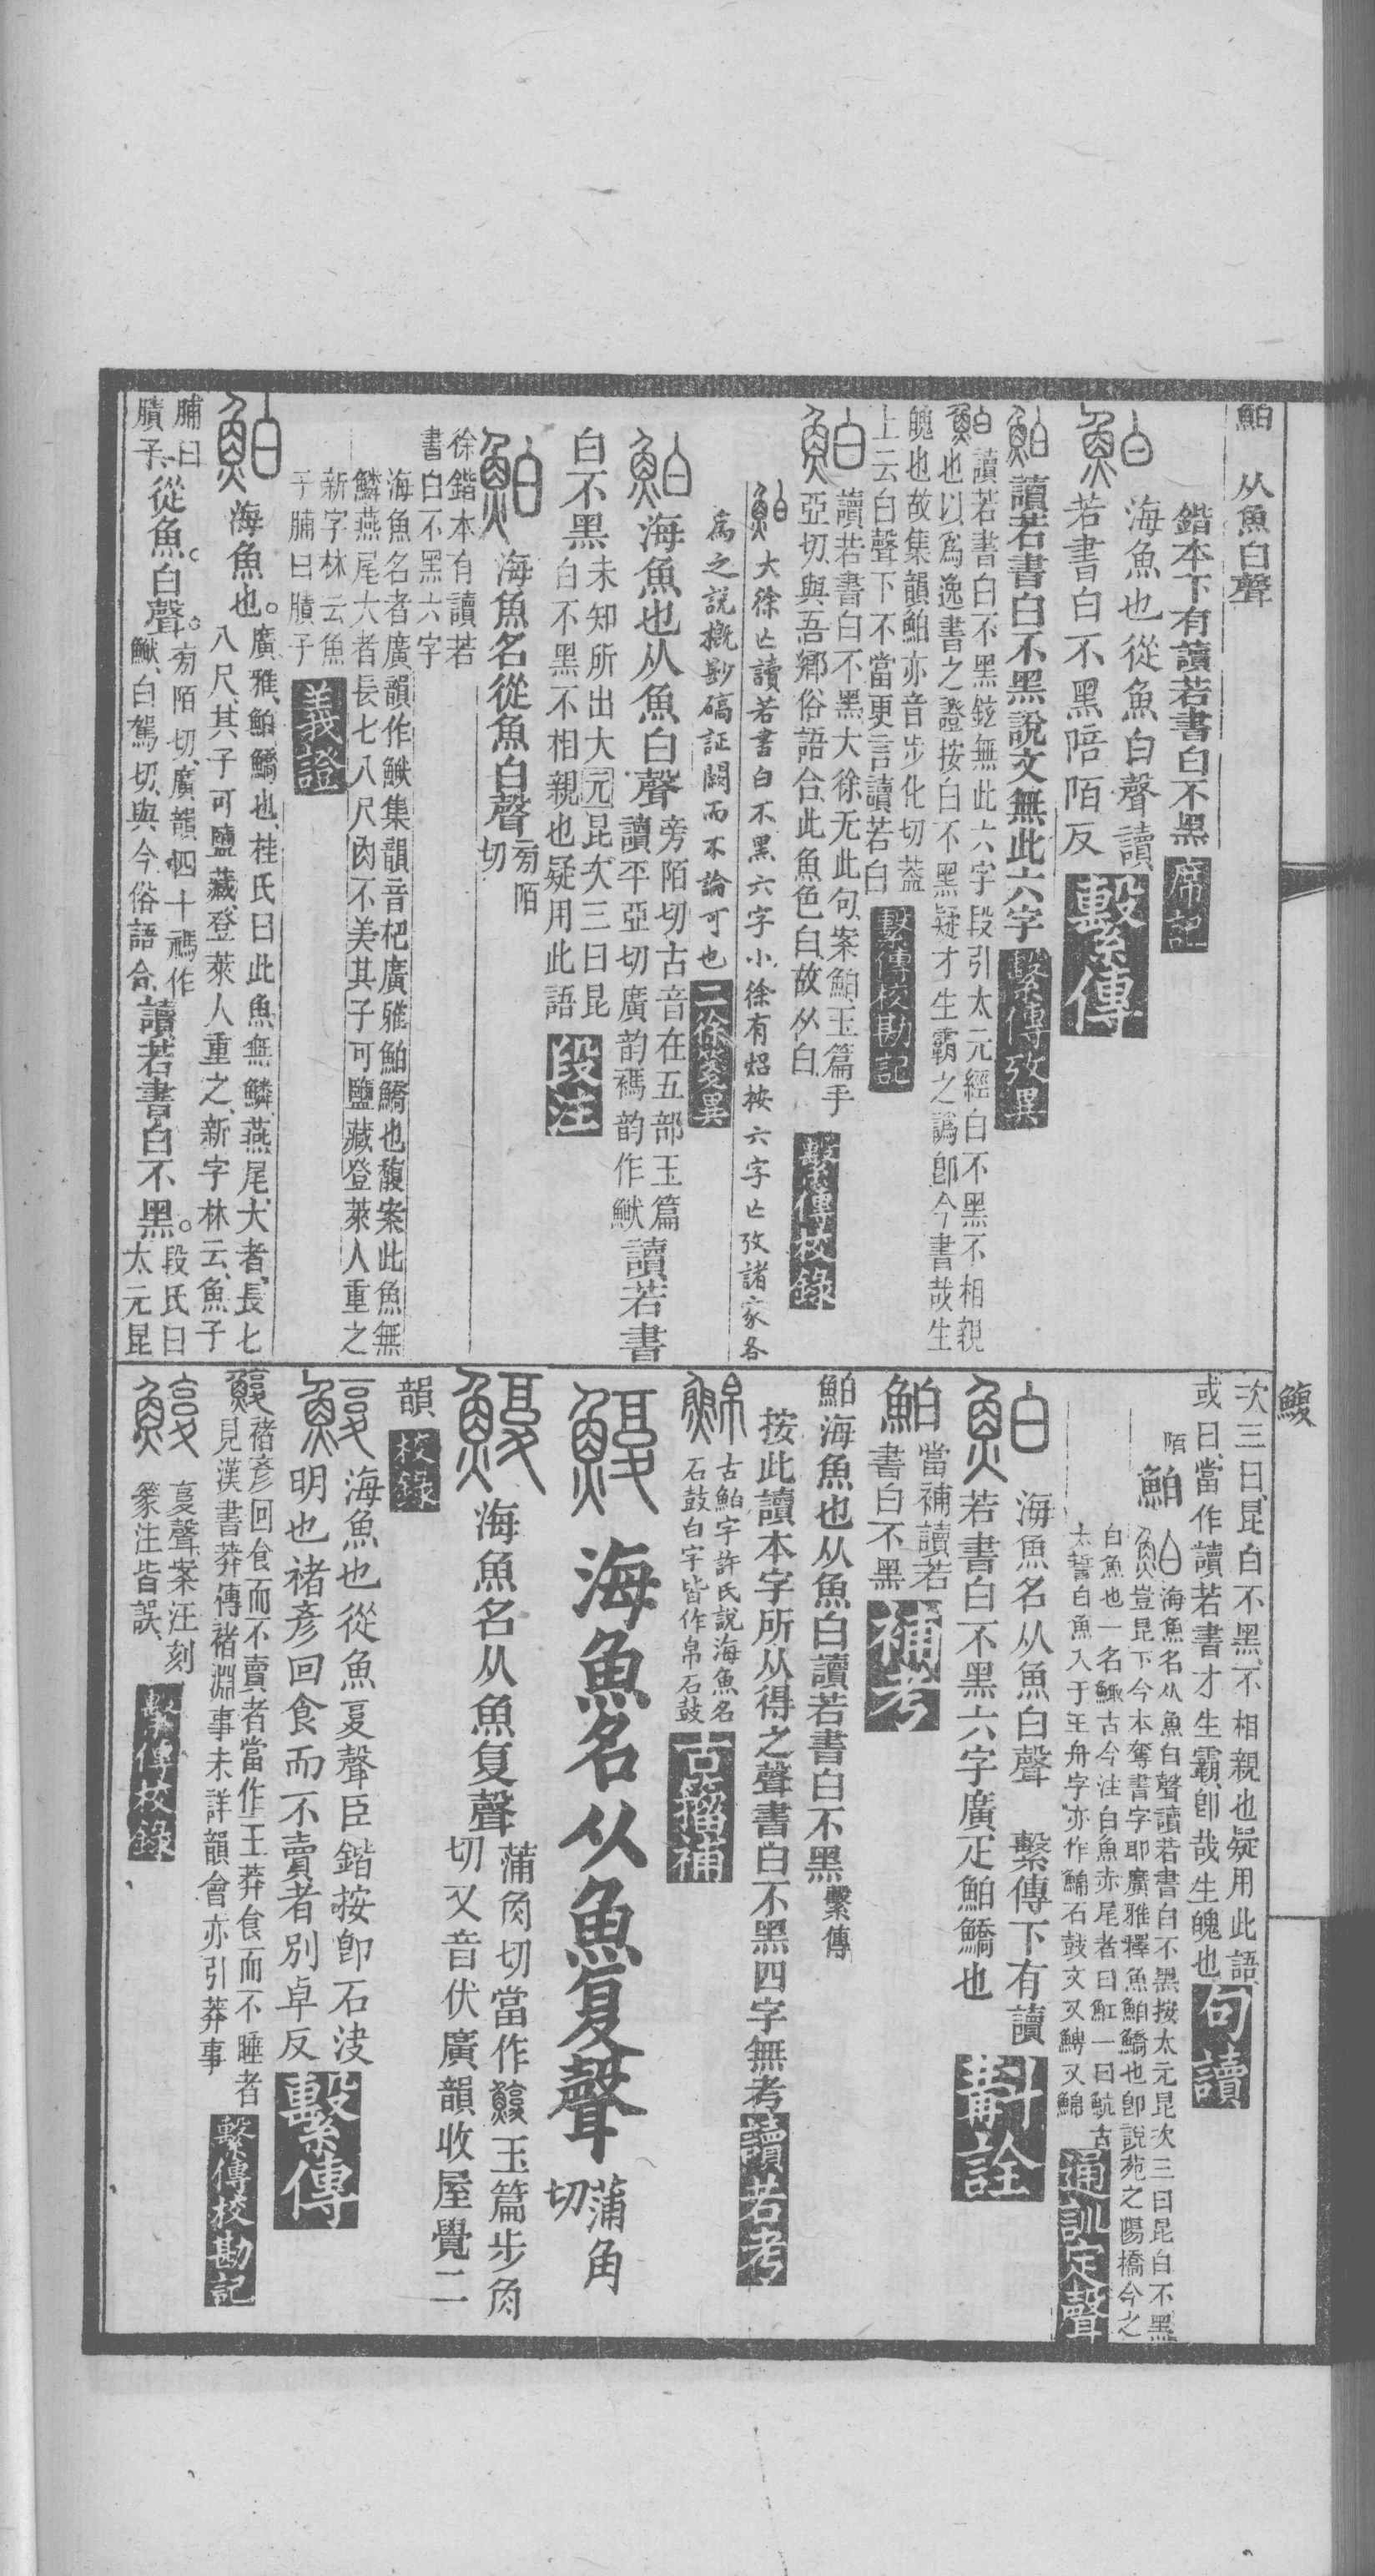 鮊　从魚白聲
鍇本下有讀若書白不黑　席記
鮊　海魚也從魚白聲讀
若書白不黑陪陌反　繫傳
鮊讀若書白不黑說文無此六字　繫傳攷異
鮊讀若書白不黑鉉無此六字段引太元經白不黑不相親
也以爲逸書之證按白不黑疑才生霸之譌卽今書哉生
魄也故集韻鮊亦音步化切蓋
上云白聲下不當更言讀若白　繫傳校勘記
鮊　讀若書白不黑大徐无此句案鮊玉篇手
亞切與吾鄉俗語合此魚色白故从白　繫傳校錄
鮊　大徐亡讀若書白不黑六字小徐有炤按六字亡攷諸家各
爲之說概尠碻証闕而不論可也　二徐箋異
鮊　海魚也从魚白聲　旁陌切古音在五部玉篇
讀平亞切廣韵禡韵作䱋　讀若書
白不黑　未知所出大元昆次三曰昆
白不黑不相親也疑用此語　段注
鮊　海魚名從魚白聲　㫄陌
切
徐鍇本有讀若
書白不黑六字
海魚名者廣韻作䱋集韻音杷廣雅鮊鱎也馥案此魚無
鱗燕尾大者長七八尺肉不美其子可鹽藏登萊人重之
新字林云魚
子脯曰䐿子　義證
鮊　海魚也。廣雅、鮊鱎也、桂氏曰此魚無鱗、燕尾、大者、長七
八尺、其子可鹽藏、登萊人重之、新字林云、魚子
脯曰
䐿子、從魚。白聲。㫄陌切、廣韻四十禡作
䱋、白駕切、與今俗語合、讀若書白不黑。段氏曰
太元昆
次三曰、昆白不黑、不相親也、疑用此語
或曰、當作讀若書才生霸、卽哉生魄也　句讀
陌
鮊　鮊　海魚名从魚白聲讀若書白不黑按太元昆次三曰昆白不黑
豈昆下今本奪書字耶廣雅釋魚鮊鱎也卽說苑之陽橋今之
白魚也一名鮍古今注白魚赤尾者曰魟一曰魧古
太誓白魚入于王舟字亦作鯿石鼓文又鱄又鯿　通訓定聲
鮊　海魚名从魚白聲　繫傳下有讀
若書白不黑六字廣疋鮊鱎也　斠詮
鮊　當補讀若
書白不黑　補考
鮊海魚也从魚白讀若書白不黑　繫傳
按此讀本字所从得之聲書白不黑四字無考　讀若考
古鮊字許氏說海魚名
石鼓白字皆作帛石鼓　古籀補
鰒
鰒　海魚名从魚复聲　蒲角
切
鰒　海魚名从魚复聲　蒲角切當作鰒玉篇步角
切又音伏廣韻收屋覺二
韻　校錄
鰒　海魚也從魚复聲臣鍇按卽石決
明也褚彥回食而不賣者別卓反　繫傳
鰒褚彥回食而不賣者當作王莽食而不睡者
見漢書莽傳褚淵事未詳韻會亦引莽事　繫傳校勘記
鰒　复聲案汪刻
篆注皆誤　繫傳校錄